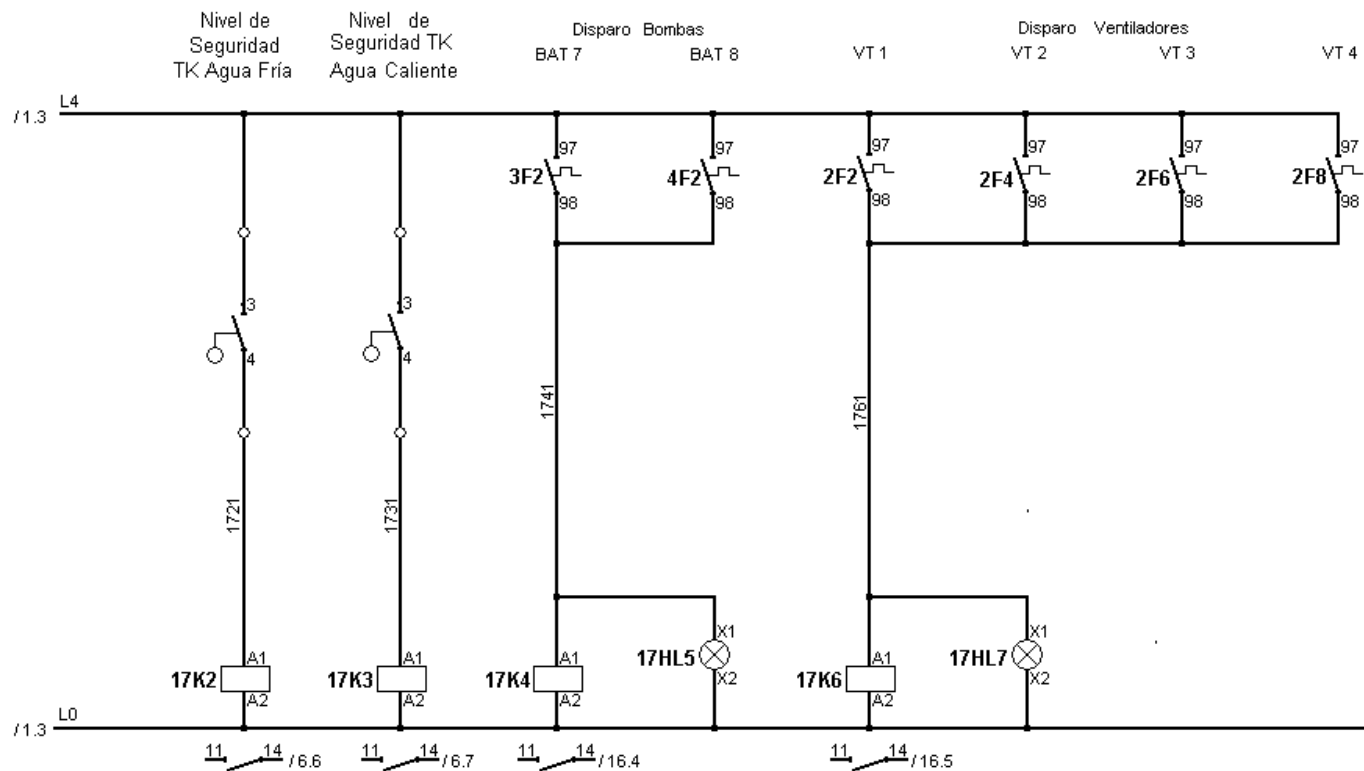 Nivel de
Seguridad
TK Agua Fría
Nivel de
Seguridad TK
Agua Caliente
Disparo Bombas
BAT 7
BAT 8
Disparo Ventiladores
VT 1
VT 2
VT 3
VT 4
/1.3
L4
97
3F2
98
97
4F2
98
97
2F2
98
97
2F4
98
97
2F6
98
97
2F8
98
3
4
3
4
1721
1731
1741
1761
A1
17K2
A2
A1
17K3
A2
A1
17K4
A2
X1
17HL5
X2
A1
17K6
A2
X1
17HL7
X2
/1.3
L0
11 14 /6.6
11 14 /6.7
11 14 /16.4
11 14 /16.5